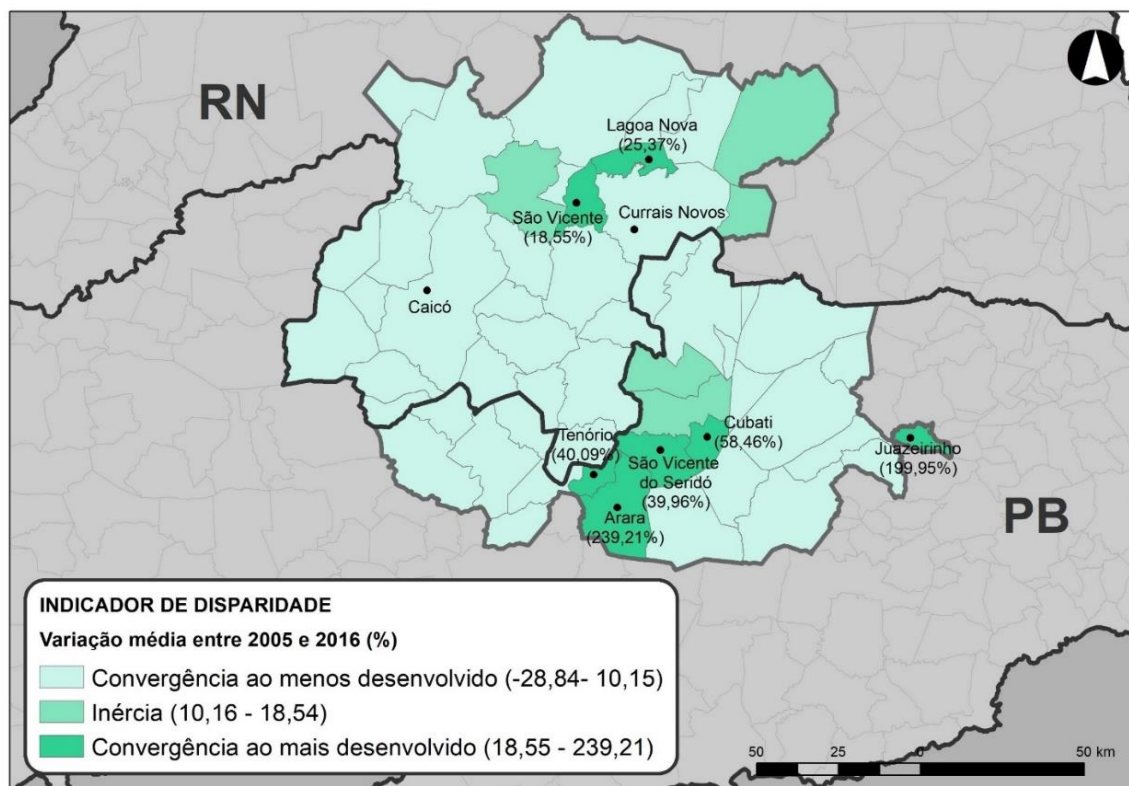 RN
Lagoa Nova
(25,37%)
São Vicente
(18,55%)
Currais Novos
Caicó
Cubati
(58,46%)
Tenório
(40,09%)
São Vicente
do Seridó
(39,96%)
Juazeirinho
(199,95%)
Arara
(239,21%)
PB
INDICADOR DE DISPARIDADE
Variação média entre 2005 e 2016 (%)
Convergência ao menos desenvolvido (-28,84- 10,15)
Inércia (10,16 - 18,54)
Convergência ao mais desenvolvido (18,55 - 239,21)
50 25 0 50 km